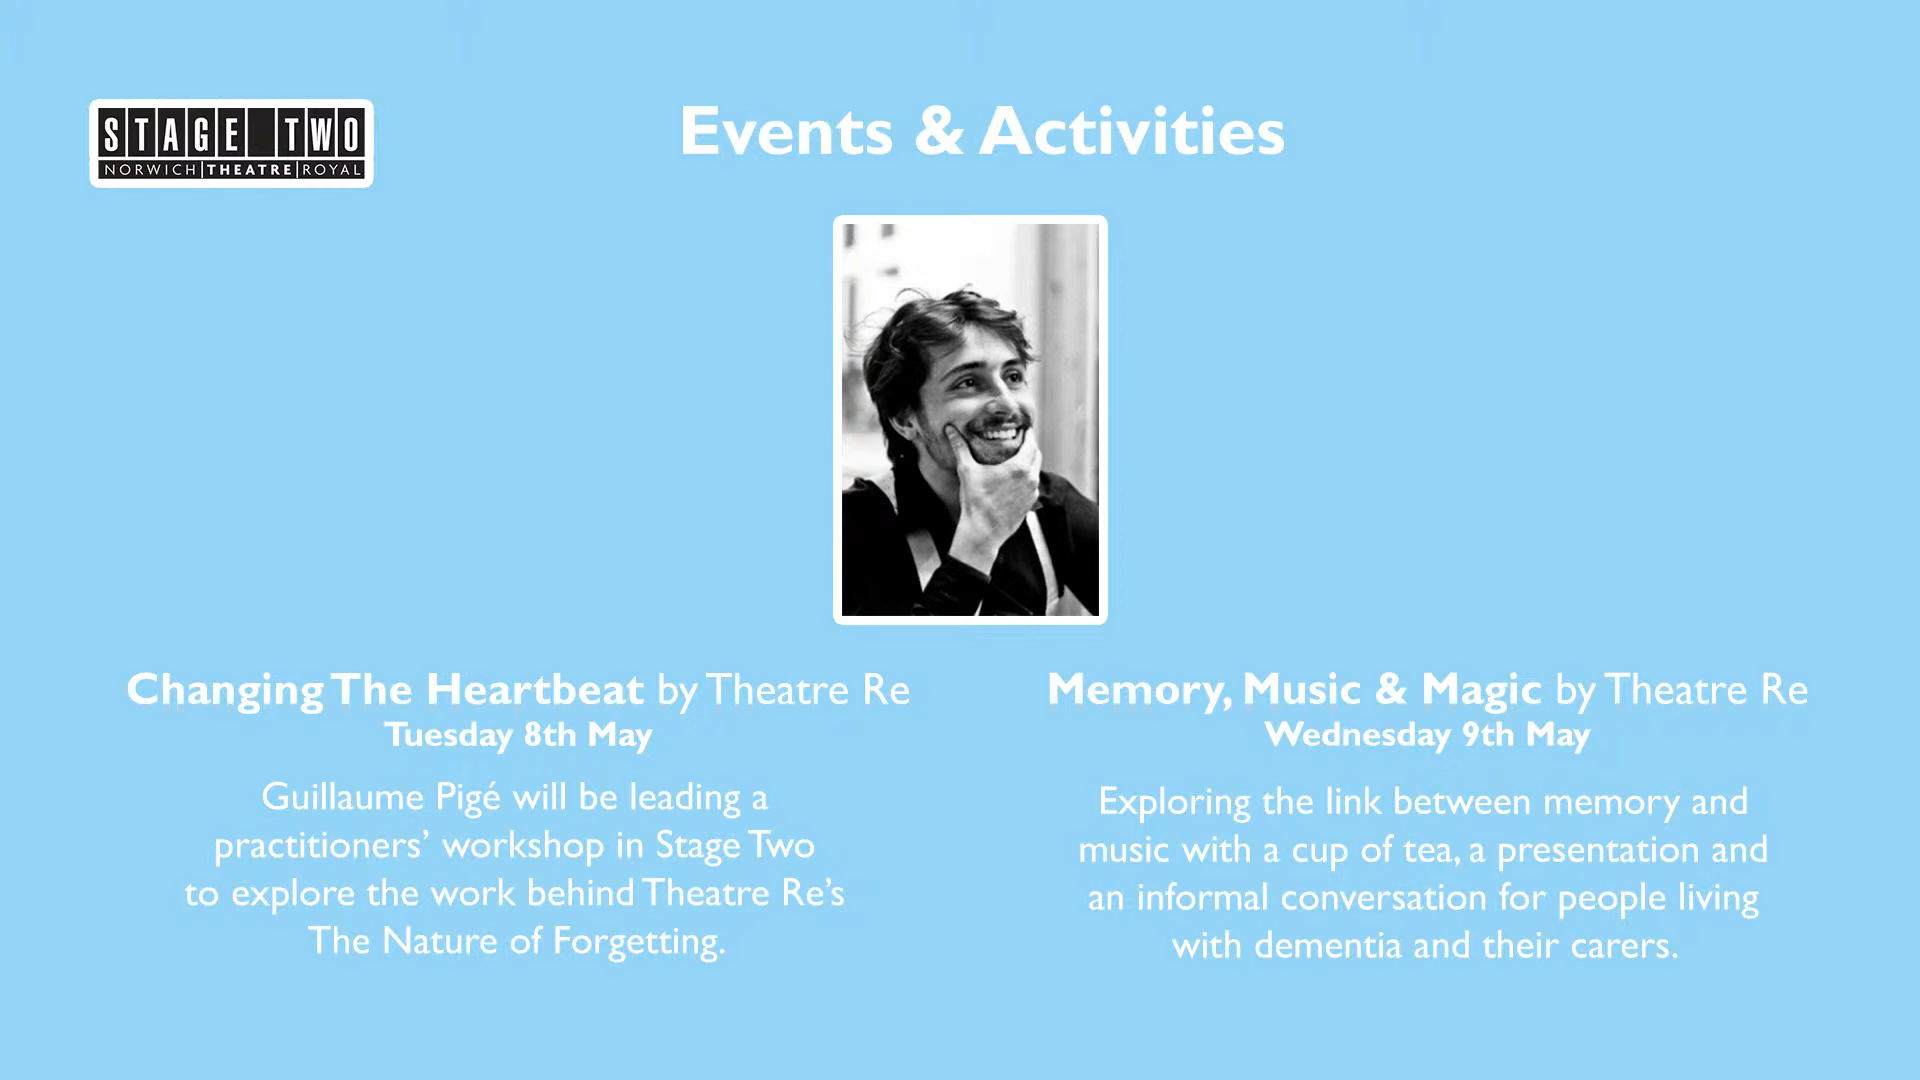 STAGE TWO
NORWICH THEATRE ROYAL
Events & Activities
Changing The Heartbeat by Theatre Re
Tuesday 8th May
Guillaume Pigé will be leading a
practitioners’ workshop in Stage Two
to explore the work behind Theatre Re’s
The Nature of Forgetting.
Memory, Music & Magic by Theatre Re
Wednesday 9th May
Exploring the link between memory and
music with a cup of tea, a presentation and
an informal conversation for people living
with dementia and their carers.